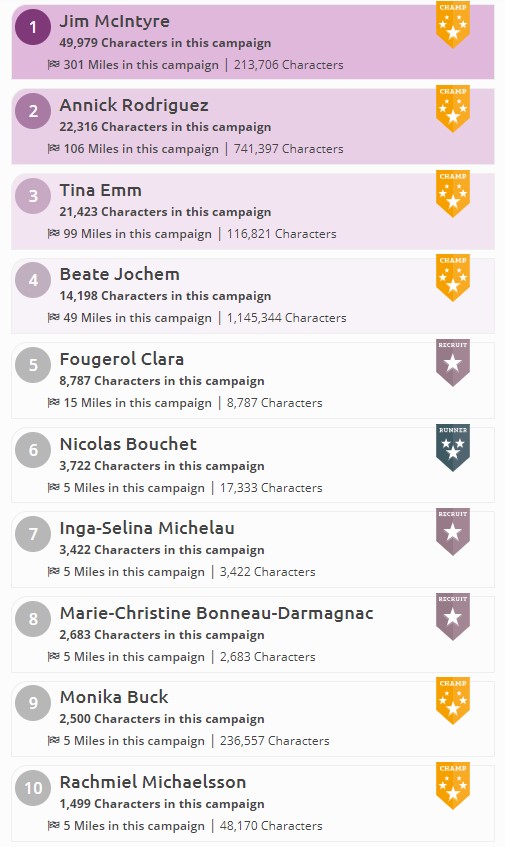 1
Jim McIntyre
CHAMP
49,979 Characters in this campaign
301 Miles in this campaign | 213,706 Characters
2
Annick Rodriguez
CHAMP
22,316 Characters in this campaign
106 Miles in this campaign | 741,397 Characters
3
Tina Emm
CHAMP
21,423 Characters in this campaign
99 Miles in this campaign | 116,821 Characters
4
Beate Jochem
CHAMP
14,198 Characters in this campaign
49 Miles in this campaign | 1,145,344 Characters
5
Fougerol Clara
RECRUIT
8,787 Characters in this campaign
15 Miles in this campaign | 8,787 Characters
6
Nicolas Bouchet
RUNNER
3,722 Characters in this campaign
5 Miles in this campaign | 17,333 Characters
7
Inga-Selina Michelau
RECRUIT
3,422 Characters in this campaign
5 Miles in this campaign | 3,422 Characters
8
Marie-Christine Bonneau-Darmagnac
RECRUIT
2,683 Characters in this campaign
5 Miles in this campaign | 2,683 Characters
9
Monika Buck
CHAMP
2,500 Characters in this campaign
5 Miles in this campaign | 236,557 Characters
10
Rachmiel Michaelsson
CHAMP
1,499 Characters in this campaign
5 Miles in this campaign | 48,170 Characters